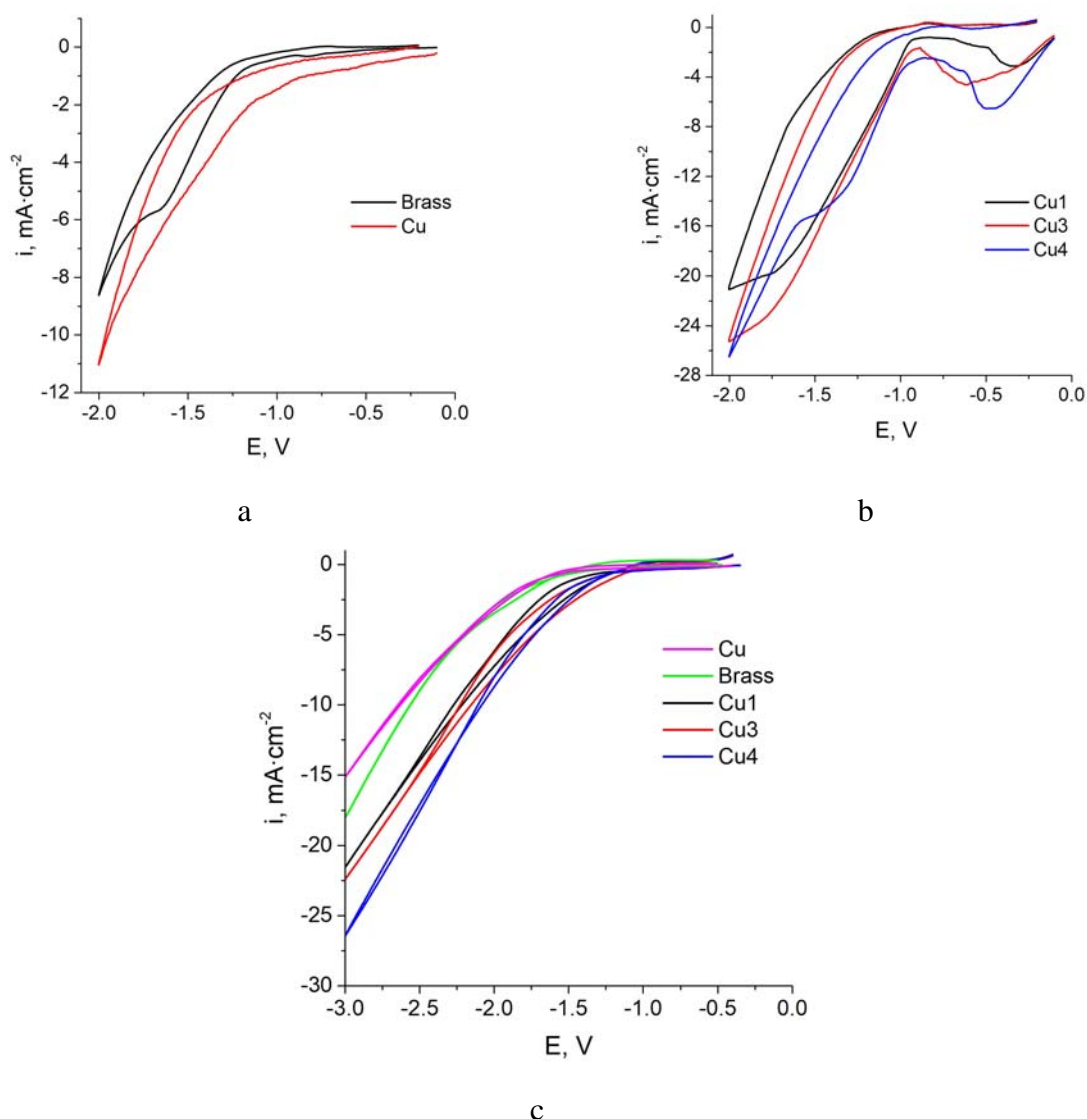 0
-2
-4
-6
-8
-10
-12
i, mA·cm-2
-2.0 -1.5 -1.0 -0.5 0.0
E, V
Brass
Cu
a
0
-4
-8
-12
-16
-20
-24
-28
i, mA·cm-2
-2.0 -1.5 -1.0 -0.5 0.0
E, V
Cu1
Cu3
Cu4
b
0
-5
-10
-15
-20
-25
-30
i, mA·cm-2
-3.0 -2.5 -2.0 -1.5 -1.0 -0.5 0.0
E, V
Cu
Brass
Cu1
Cu3
Cu4
c